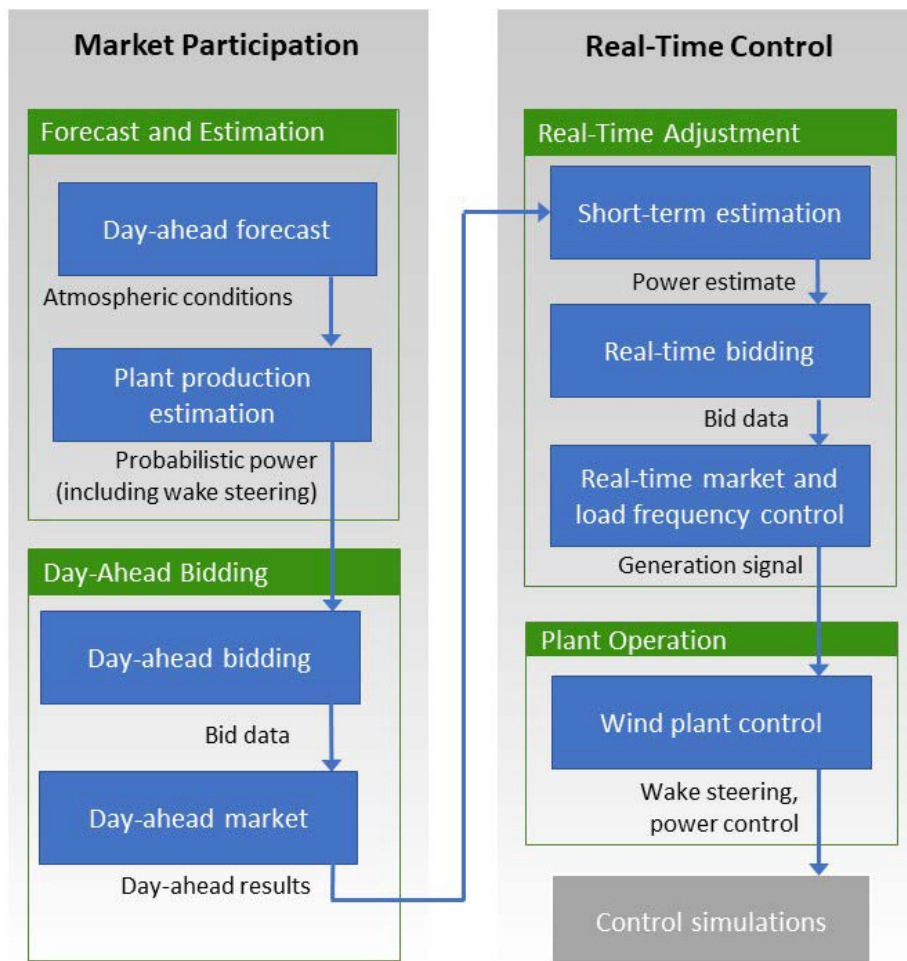 Market Participation
Forecast and Estimation
Day-ahead forecast
Atmospheric conditions
Plant production
estimation
Probabilistic power
(including wake steering)
Day-Ahead Bidding
Day-ahead bidding
Bid data
Day-ahead market
Day-ahead results
Real-Time Control
Real-Time Adjustment
Short-term estimation
Power estimate
Real-time bidding
Bid data
Real-time market and
load frequency control
Generation signal
Plant Operation
Wind plant control
Wake steering,
power control
Control simulations